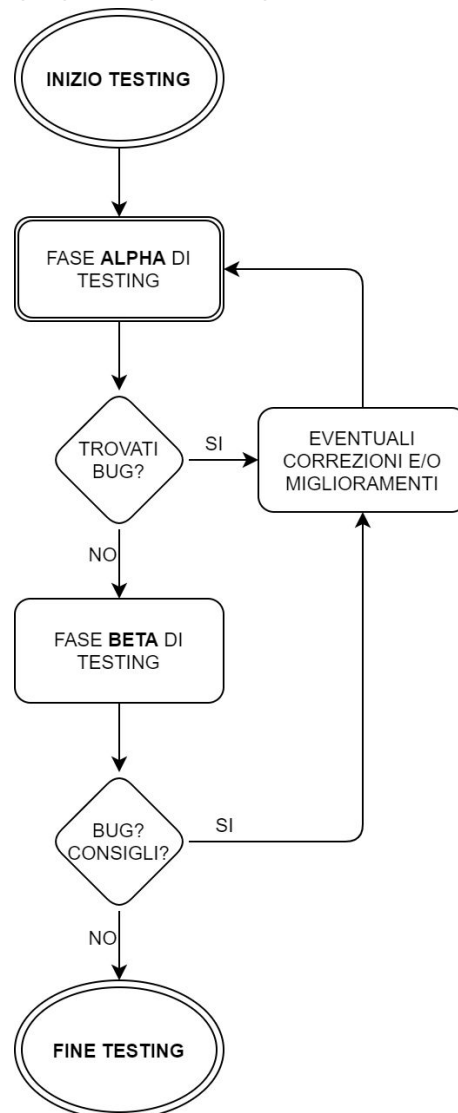 INIZIO TESTING
FASE ALPHA DI
TESTING
TROVATI
BUG?
SI
EVENTUALI
CORREZIONI E/O
MIGLIORAMENTI
NO
FASE BETA DI
TESTING
BUG?
CONSIGLI?
SI
NO
FINE TESTING